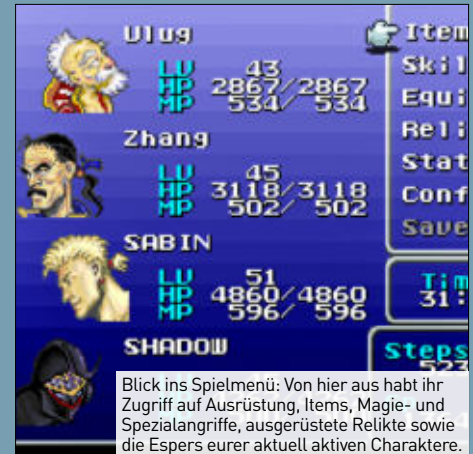 Ulug
LV 43
HP 2867/2867
MP 534/534
Zhang
LV 45
HP 3118/3118
MP 502/502
SABIN
LV 51
HP 4860/4860
MP 596/596
SHADOW
Item
Skil
Equi
Reli
Stat
Conf
Save
Tim
31:
Steps
523
Blick ins Spielmenü: Von hier aus habt ihr
Zugriff auf Ausrüstung, Items, Magie- und
Spezialangriffe, ausgerüstete Relikte sowie
die Espers eurer aktuell aktiven Charaktere.